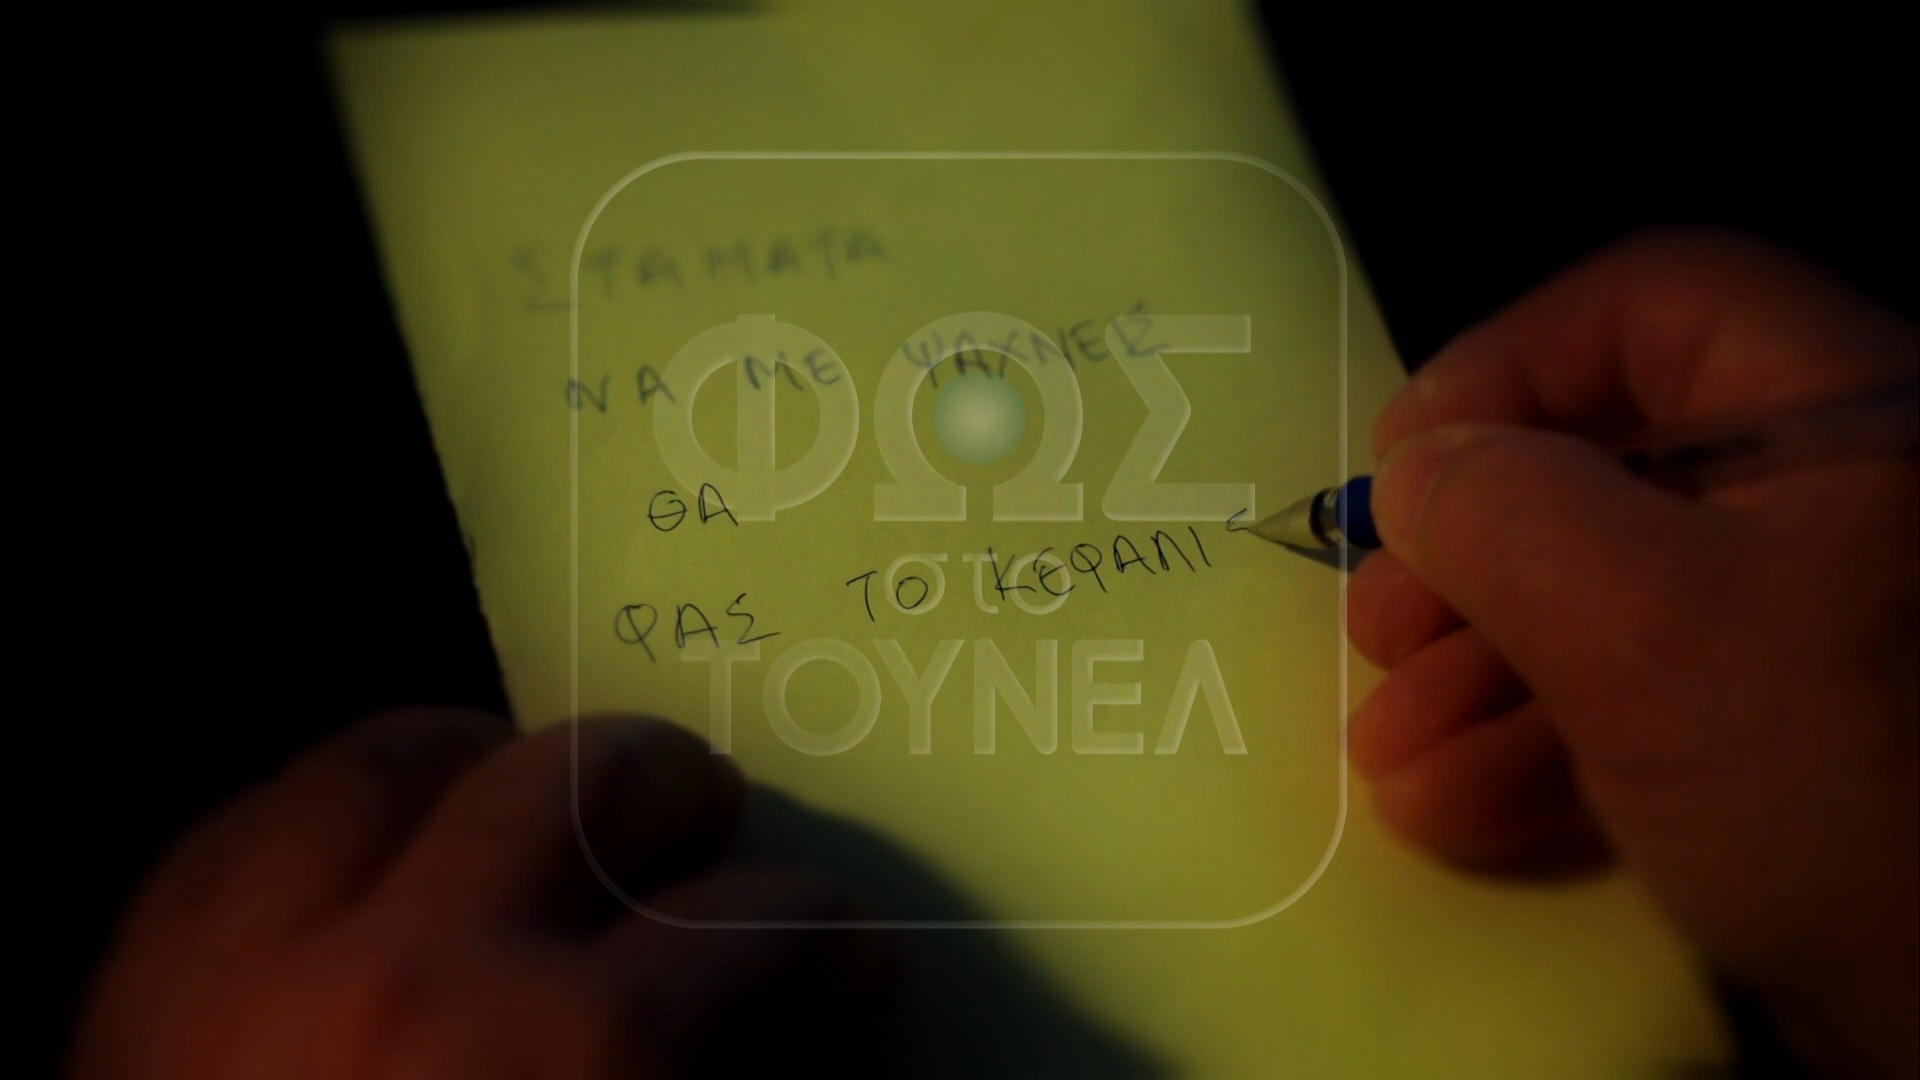 ΣΤΑΜΑΤΑ
ΝΑ ΜΕ ΨΑΧΝΕΙΣ
ΘΑ
ΦΑΣ ΤΟ ΚΕΦΑΛΙ Σ
ΦΩΣ
στο
ΤΟΥΝΕΛ